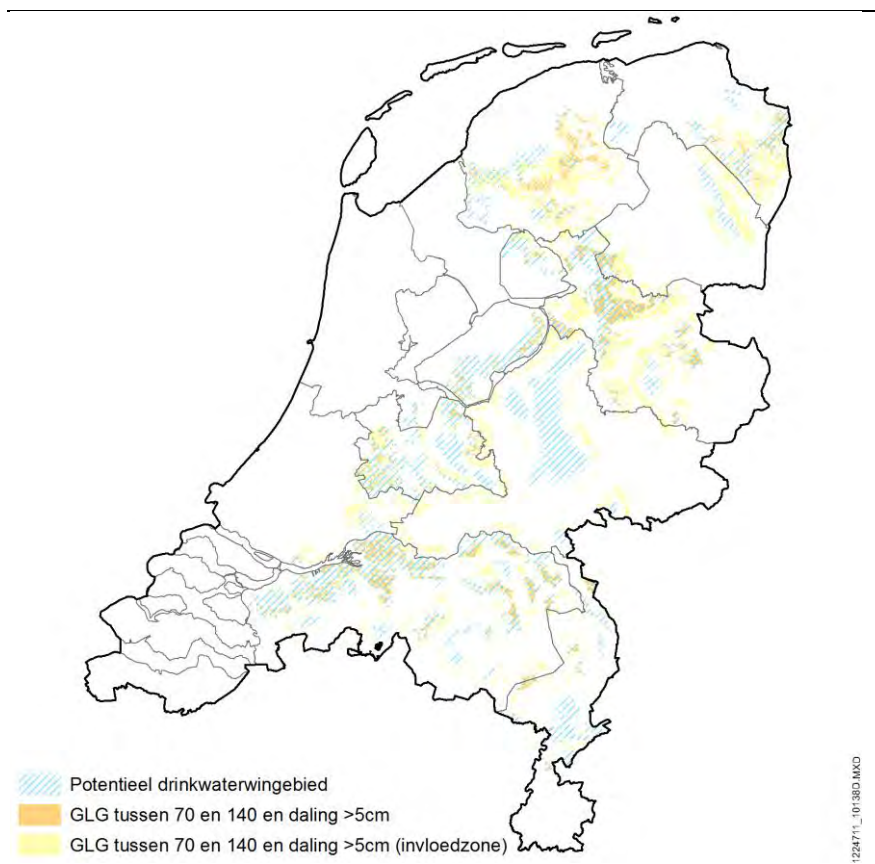 Potentieel drinkwaterwingebied
GLG tussen 70 en 140 en daling >5cm
GLG tussen 70 en 140 en daling >5cm (invloedzone)
1224711_10138D.MXD